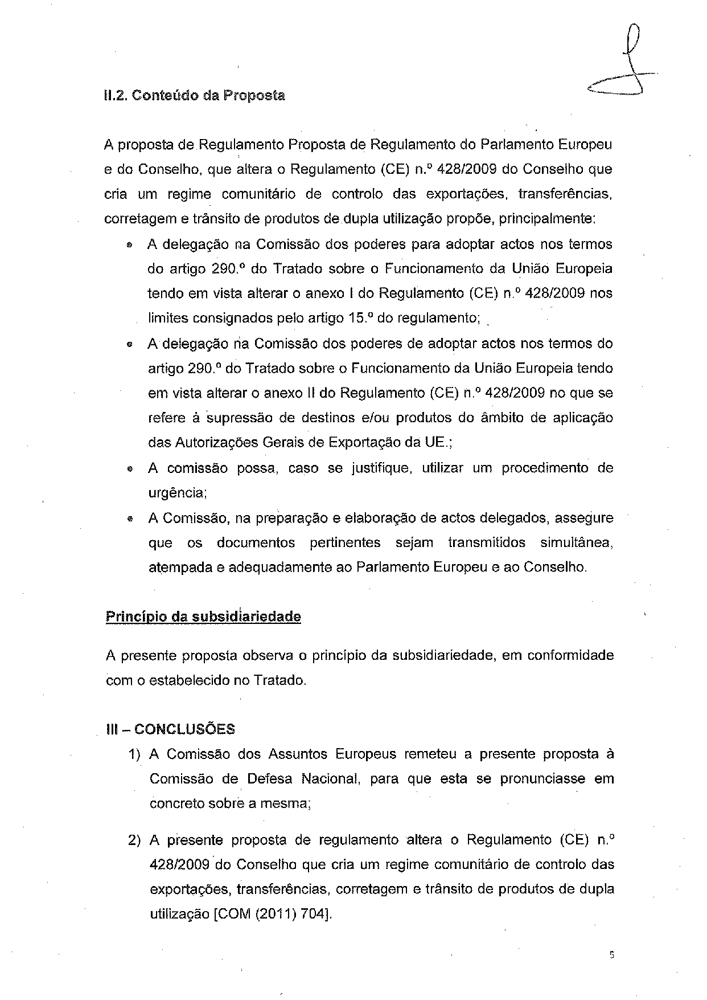 II.2. Conteúdo da Proposta
A proposta de Regulamento Proposta de Regulamento do Parlamento Europeu
e do Conselho, que altera o Regulamento (CE) n.º 428/2009 do Conselho que
cria um regime comunitário de controlo das exportações, transferências,
corretagem e trânsito de produtos de dupla utilização propõe, principalmente:
• A delegação na Comissão dos poderes para adoptar actos nos termos
do artigo 290.º do Tratado sobre o Funcionamento da União Europeia
tendo em vista alterar o anexo I do Regulamento (CE) n.º 428/2009 nos
limites consignados pelo artigo 15.º do regulamento;
• A delegação na Comissão dos poderes de adoptar actos nos termos do
artigo 290.º do Tratado sobre o Funcionamento da União Europeia tendo
em vista alterar o anexo II do Regulamento (CE) n.º 428/2009 no que se
refere à supressão de destinos e/ou produtos do âmbito de aplicação
das Autorizações Gerais de Exportação da UE.;
• A comissão possa, caso se justifique, utilizar um procedimento de
urgência;
• A Comissão, na preparação e elaboração de actos delegados, assegure
que os documentos pertinentes sejam transmitidos simultânea,
atempada e adequadamente ao Parlamento Europeu e ao Conselho.
Princípio da subsidiariedade
A presente proposta observa o princípio da subsidiariedade, em conformidade
com o estabelecido no Tratado.
III – CONCLUSÕES
1) A Comissão dos Assuntos Europeus remeteu a presente proposta à
Comissão de Defesa Nacional, para que esta se pronunciasse em
concreto sobre a mesma;
2) A presente proposta de regulamento altera o Regulamento (CE) n.º
428/2009 do Conselho que cria um regime comunitário de controlo das
exportações, transferências, corretagem e trânsito de produtos de dupla
utilização [COM (2011) 704].
5